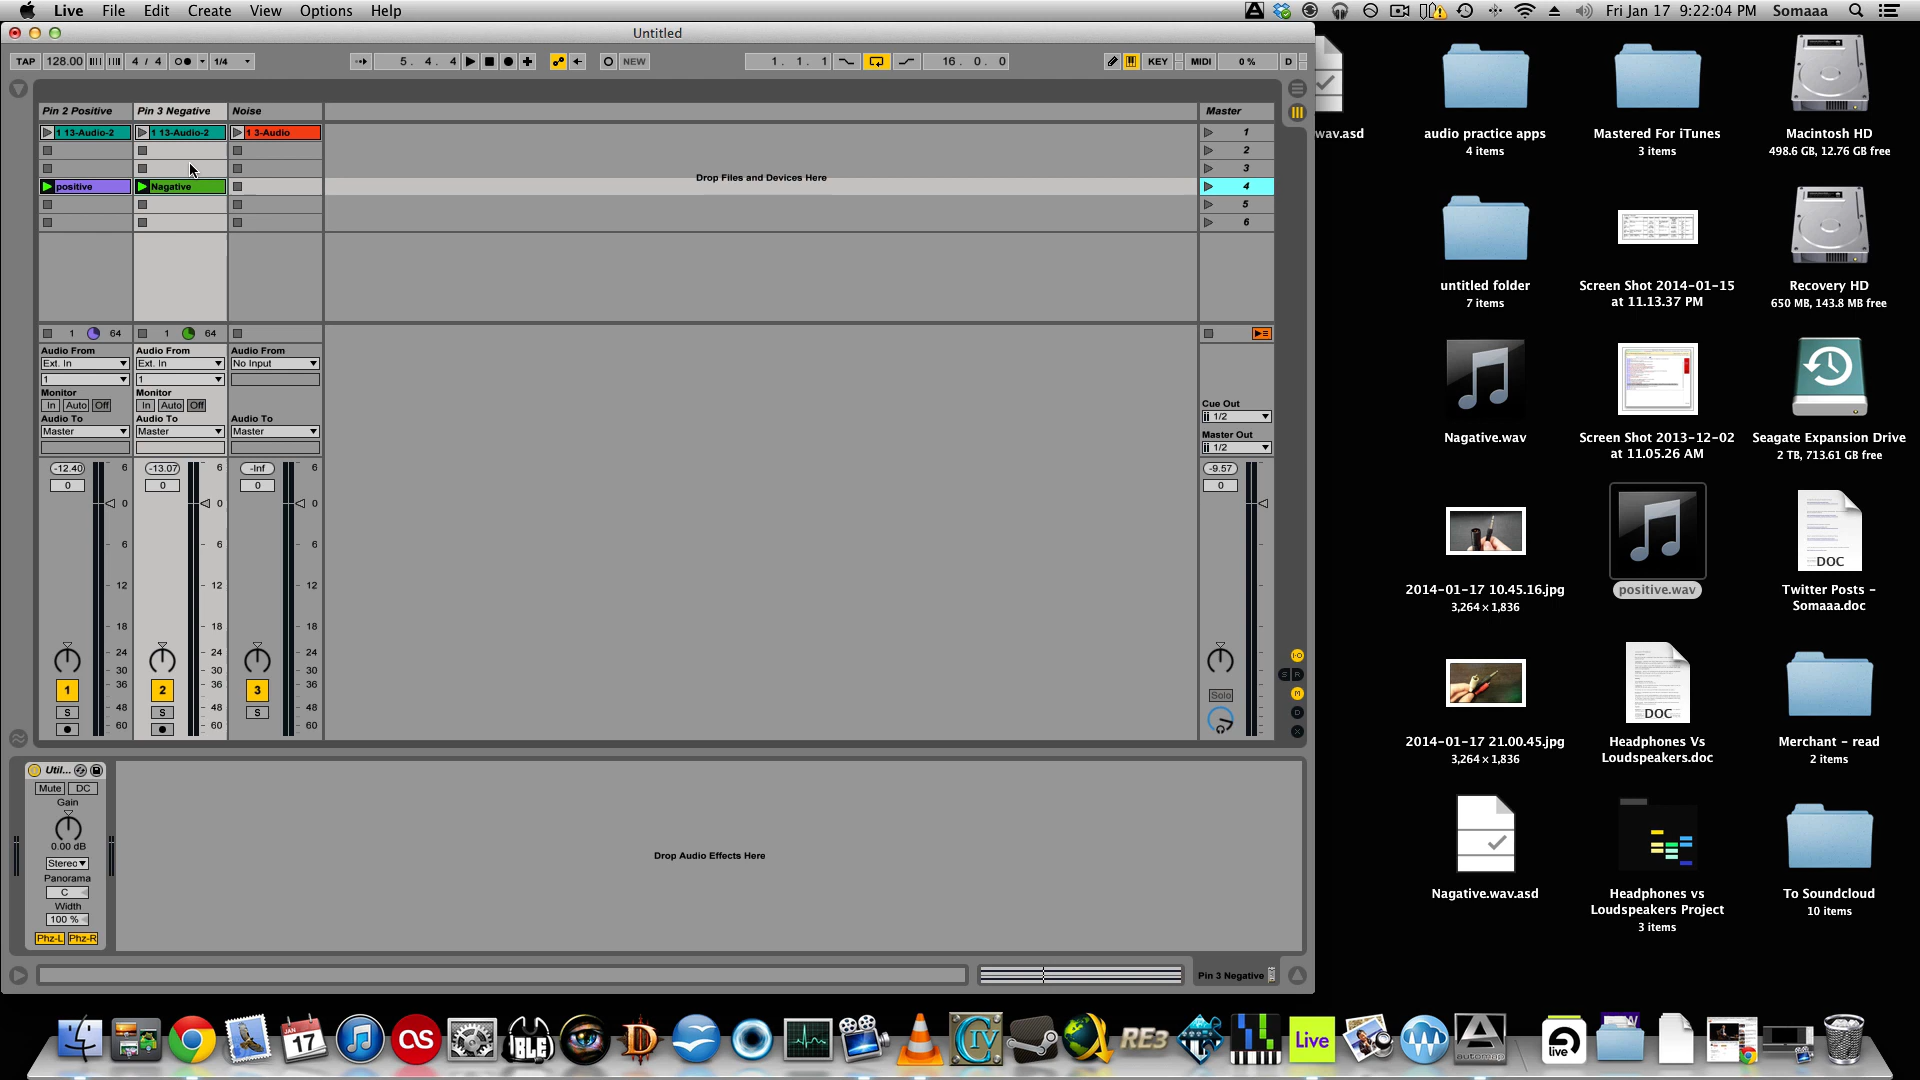 Live File Edit Create View Options Help
Fri Jan 17 9:22:04 PM Somaaa
Untitled
TAP 128.00 4 / 4 1/4 5. 4. 4 NEW 1. 1. 1 16. 0. 0 KEY MIDI 0 % D
Pin 2 Positive Pin 3 Negative Noise Master
1 13-Audio-2 1 13-Audio-2 1 3-Audio 1
2
3
Drop Files and Devices Here
positive Nagative 4
5
6
1 64 1 64
Audio From Audio From Audio From
Ext. In Ext. In No Input
1 1
Monitor Monitor
In Auto Off In Auto Off
Audio To Audio To Audio To
Master Master Master
Cue Out
1/2
Master Out
1/2
-12.40 6 -13.07 6 -Inf 6 -9.57
0 0 0 0
0 0 0
6 6 6
12 12 12
18 18 18
24 24 24
30 30 30
36 36 36
1 2 3 Solo
48 48 48
S S S
60 60 60
I-O
S R
M
D
X
Util...
Mute DC
Gain
0.00 dB
Stereo
Panorama
C
Width
100 %
Phz-L Phz-R
Drop Audio Effects Here
Pin 3 Negative
wav.asd
audio practice apps
4 items
Mastered For iTunes
3 items
Macintosh HD
498.6 GB, 12.76 GB free
untitled folder
7 items
Screen Shot 2014-01-15
at 11.13.37 PM
Recovery HD
650 MB, 143.8 MB free
Nagative.wav
Screen Shot 2013-12-02
at 11.05.26 AM
Seagate Expansion Drive
2 TB, 713.61 GB free
2014-01-17 10.45.16.jpg
3,264 × 1,836
positive.wav
DOC
Twitter Posts –
Somaaa.doc
2014-01-17 21.00.45.jpg
3,264 × 1,836
DOC
Headphones Vs
Loudspeakers.doc
Merchant – read
2 items
Nagative.wav.asd
Headphones vs
Loudspeakers Project
3 items
To Soundcloud
10 items
JAN
17
IBLE
D
CIV
RE3
Live
automap
live